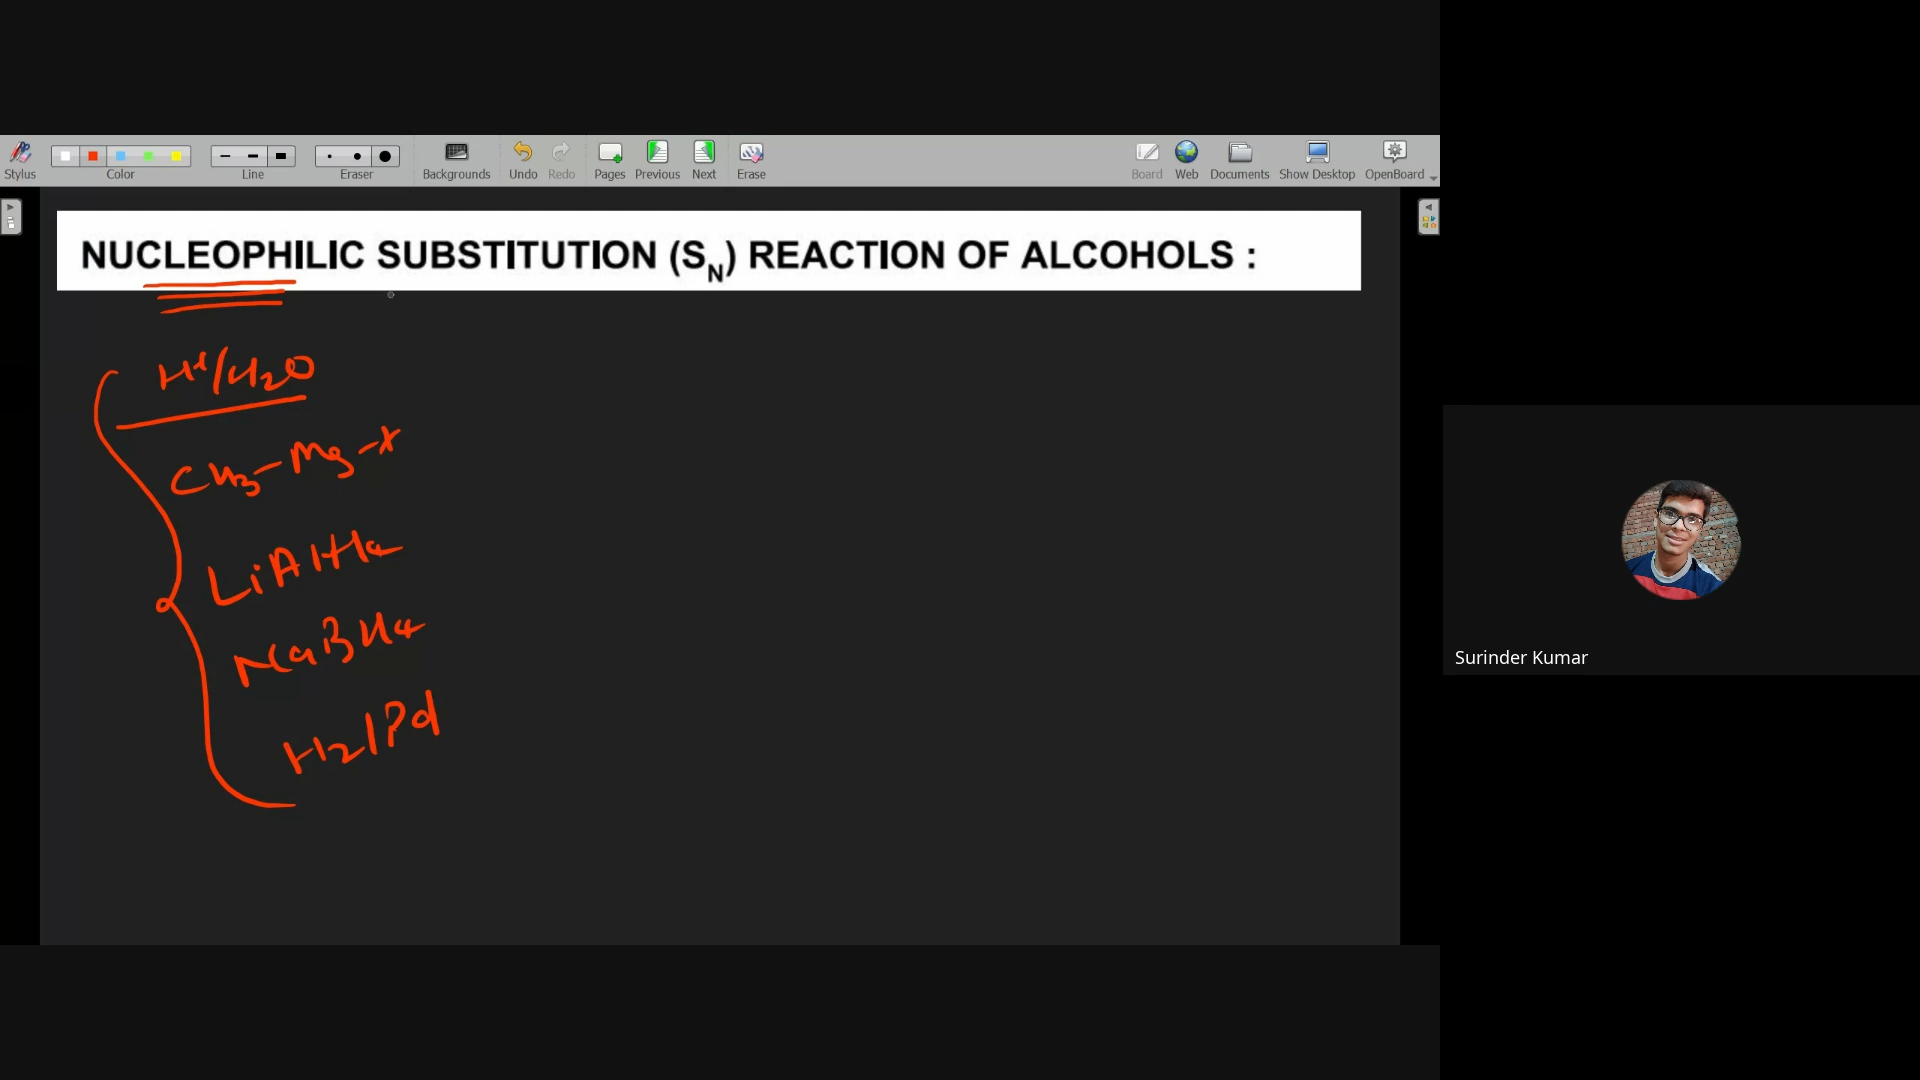 Stylus Color Line Eraser Backgrounds Undo Redo Pages Previous Next Erase Board Web Documents Show Desktop OpenBoard
NUCLEOPHILIC SUBSTITUTION (SN) REACTION OF ALCOHOLS :
H+/H2O
CH3-Mg-X
LiAlH4
NaBH4
H2/Pd
Surinder Kumar